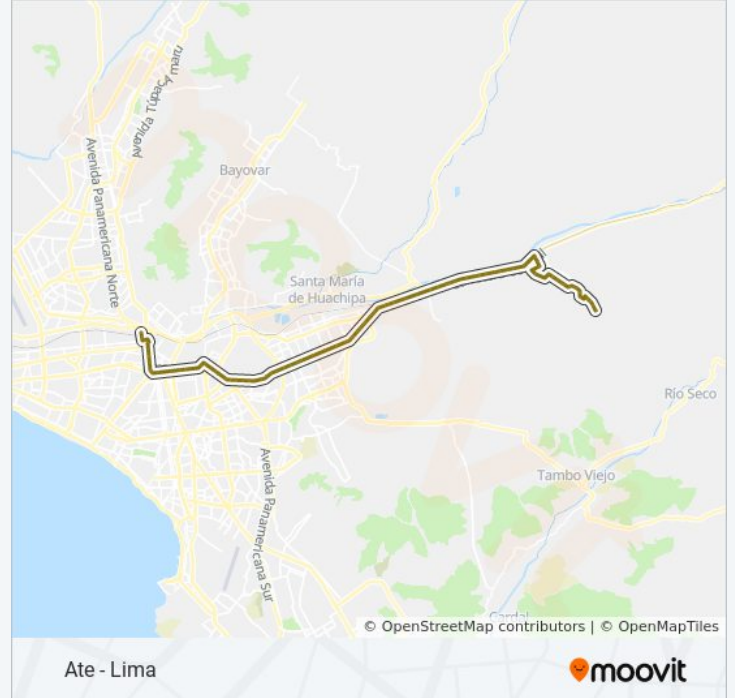 Avenida Túpac Amaru
Avenida Panamericana Norte
Bayovar
Santa María
de Huachipa
Río Seco
Avenida Panamericana Sur
Tambo Viejo
Gardal
© OpenStreetMap contributors | © OpenMapTiles
Ate - Lima
moovit